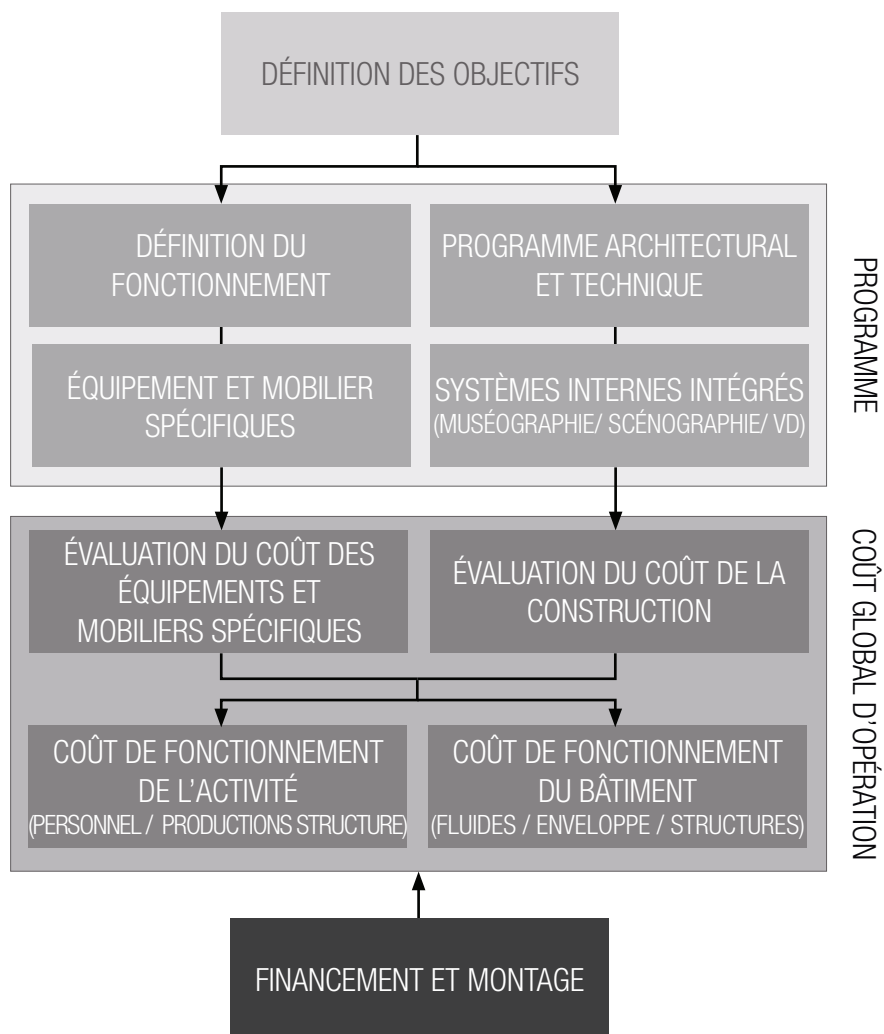 DÉFINITION DES OBJECTIFS
DÉFINITION DU
FONCTIONNEMENT
PROGRAMME ARCHITECTURAL
ET TECHNIQUE
ÉQUIPEMENT ET MOBILIER
SPÉCIFIQUES
SYSTÈMES INTERNES INTÉGRÉS
(MUSÉOGRAPHIE/ SCÉNOGRAPHIE/ VD)
PROGRAMME
ÉVALUATION DU COÛT DES
ÉQUIPEMENTS ET
MOBILIERS SPÉCIFIQUES
ÉVALUATION DU COÛT DE LA
CONSTRUCTION
COÛT DE FONCTIONNEMENT
DE L'ACTIVITÉ
(PERSONNEL / PRODUCTIONS STRUCTURE)
COÛT DE FONCTIONNEMENT
DU BÂTIMENT
(FLUIDES / ENVELOPPE / STRUCTURES)
COÛT GLOBAL D'OPÉRATION
FINANCEMENT ET MONTAGE